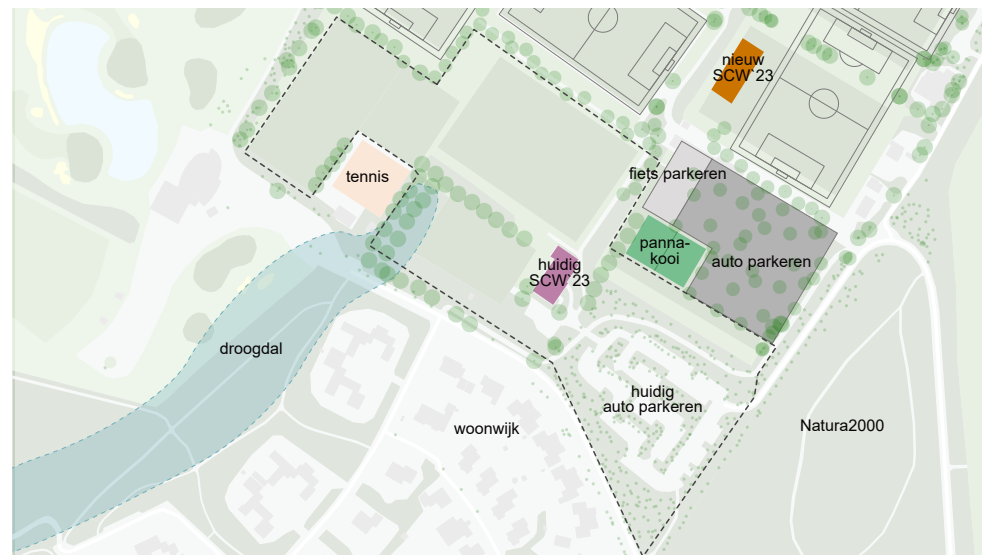 nieuw
SCW`23
fiets parkeren
tennis
panna-
kooi
auto parkeren
huidig
SCW`23
droogdal
huidig
auto parkeren
woonwijk
Natura2000